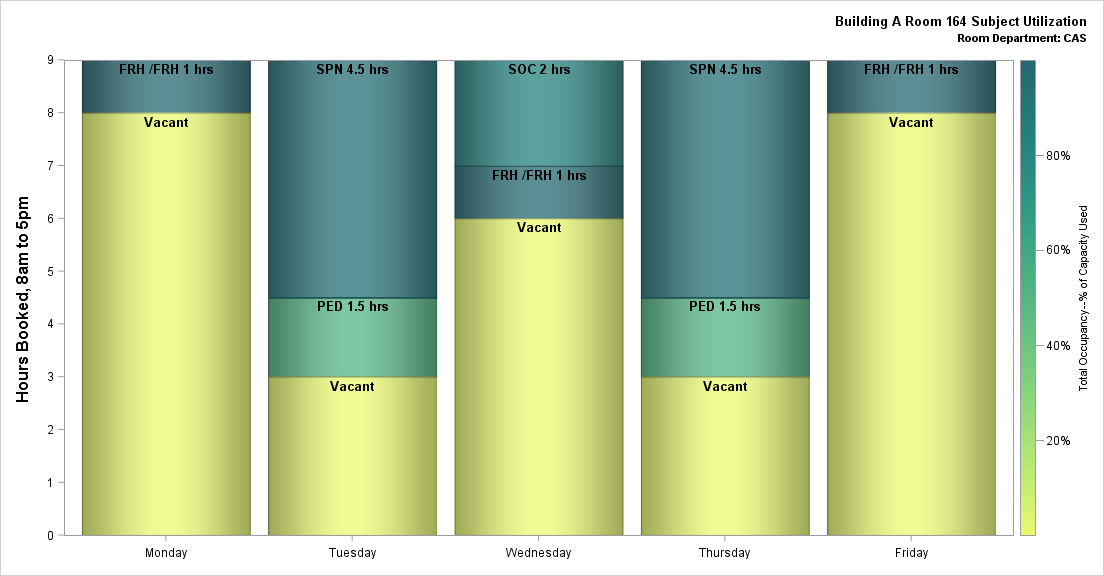 Building A Room 164 Subject Utilization
Room Department: CAS
Hours Booked, 8am to 5pm
9
8
7
6
5
4
3
2
1
0
FRH /FRH 1 hrs
Vacant
SPN 4.5 hrs
PED 1.5 hrs
Vacant
SOC 2 hrs
FRH /FRH 1 hrs
Vacant
SPN 4.5 hrs
PED 1.5 hrs
Vacant
FRH /FRH 1 hrs
Vacant
Monday
Tuesday
Wednesday
Thursday
Friday
80%
60%
40%
20%
Total Occupancy--% of Capacity Used